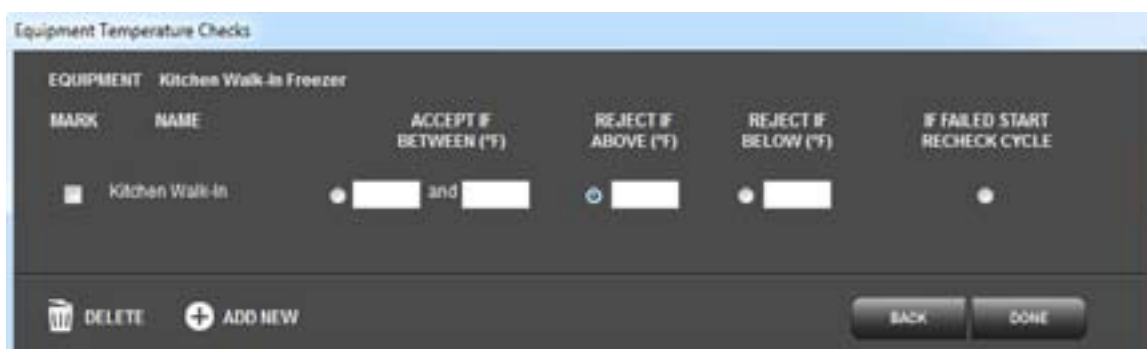 Equipment Temperature Checks
EQUIPMENT Kitchen Walk-In Freezer
MARK NAME ACCEPT IF BETWEEN (°F) REJECT IF ABOVE (°F) REJECT IF BELOW (°F) IF FAILED START RECHECK CYCLE
Kitchen Walk-In and
DELETE ADD NEW BACK DONE